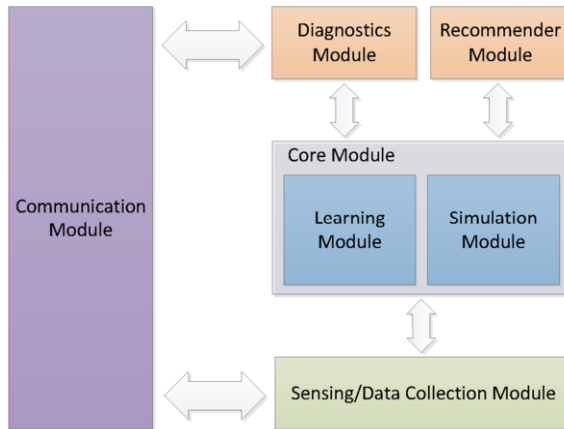 Diagnostics
Module
Recommender
Module
Core Module
Communication
Module
Learning
Module
Simulation
Module
Sensing/Data Collection Module